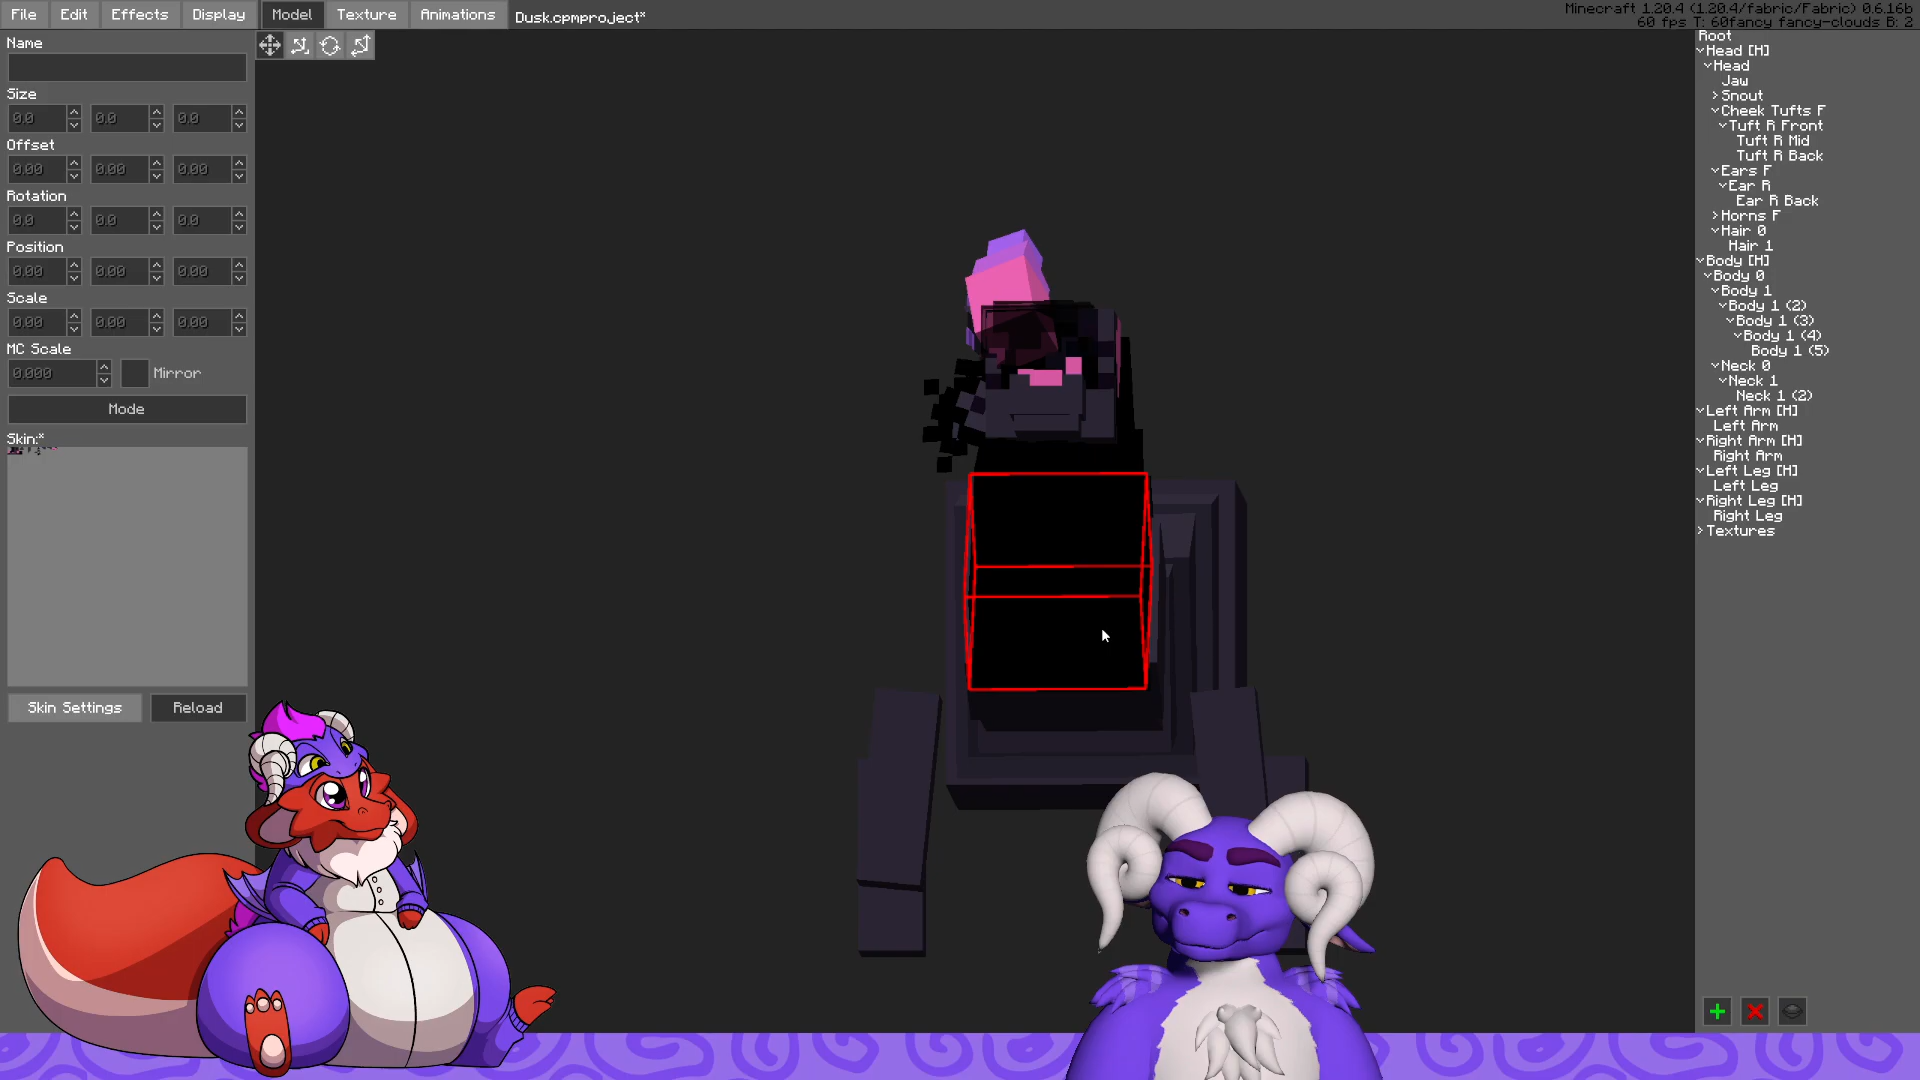 File Edit Effects Display Model Texture Animations Dusk.cpmproject*
Minecraft 1.20.4 (1.20.4/fabric/Fabric) 0.6.16b
60 fps T: 60fancy fancy-clouds B: 2
Name
Size
0.0 0.0 0.0
Offset
0.00 0.00 0.00
Rotation
0.0 0.0 0.0
Position
0.00 0.00 0.00
Scale
0.00 0.00 0.00
MC Scale
0.000 Mirror
Mode
Skin:*
Skin Settings Reload
Root
Head [H]
Head
Jaw
Snout
Cheek Tufts F
Tuft R Front
Tuft R Mid
Tuft R Back
Ears F
Ear R
Ear R Back
Horns F
Hair 0
Hair 1
Body [H]
Body 0
Body 1
Body 1 (2)
Body 1 (3)
Body 1 (4)
Body 1 (5)
Neck 0
Neck 1
Neck 1 (2)
Left Arm [H]
Left Arm
Right Arm [H]
Right Arm
Left Leg [H]
Left Leg
Right Leg [H]
Right Leg
Textures